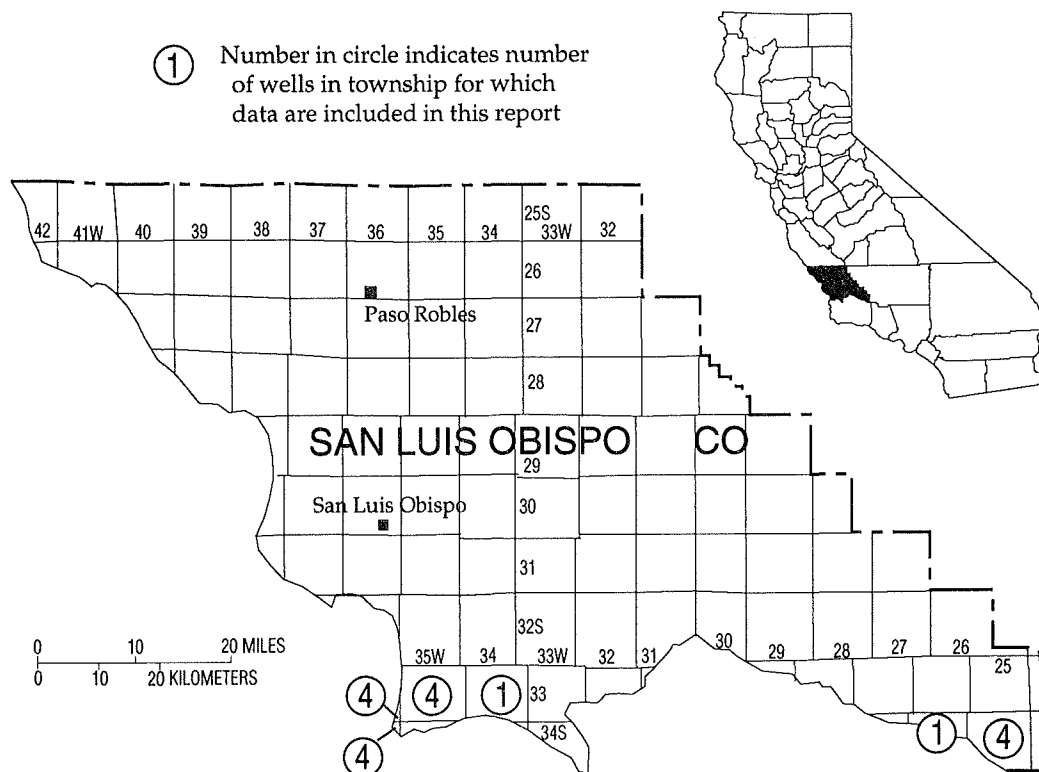 1 Number in circle indicates number
of wells in township for which
data are included in this report
25S
42 41W 40 39 38 37 36 35 34 33W 32
26
Paso Robles
27
28
SAN LUIS OBISPO CO
29
San Luis Obispo
30
31
32S
0 10 20 MILES
0 10 20 KILOMETERS
35W 34 33W 32 31 30 29 28 27 26 25
4 4 1 33
4 34S 1 4